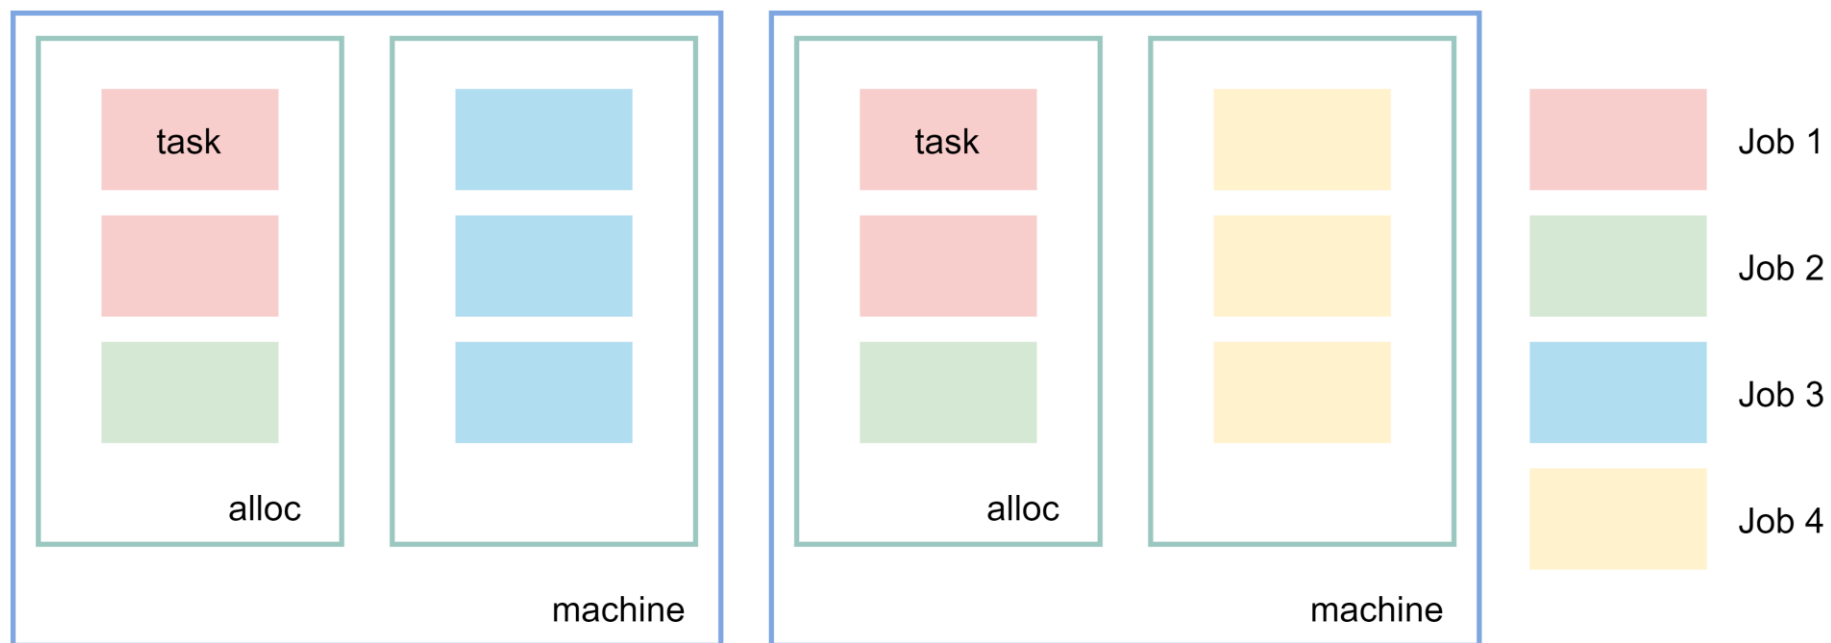 task
alloc
machine
task
alloc
machine
Job 1
Job 2
Job 3
Job 4